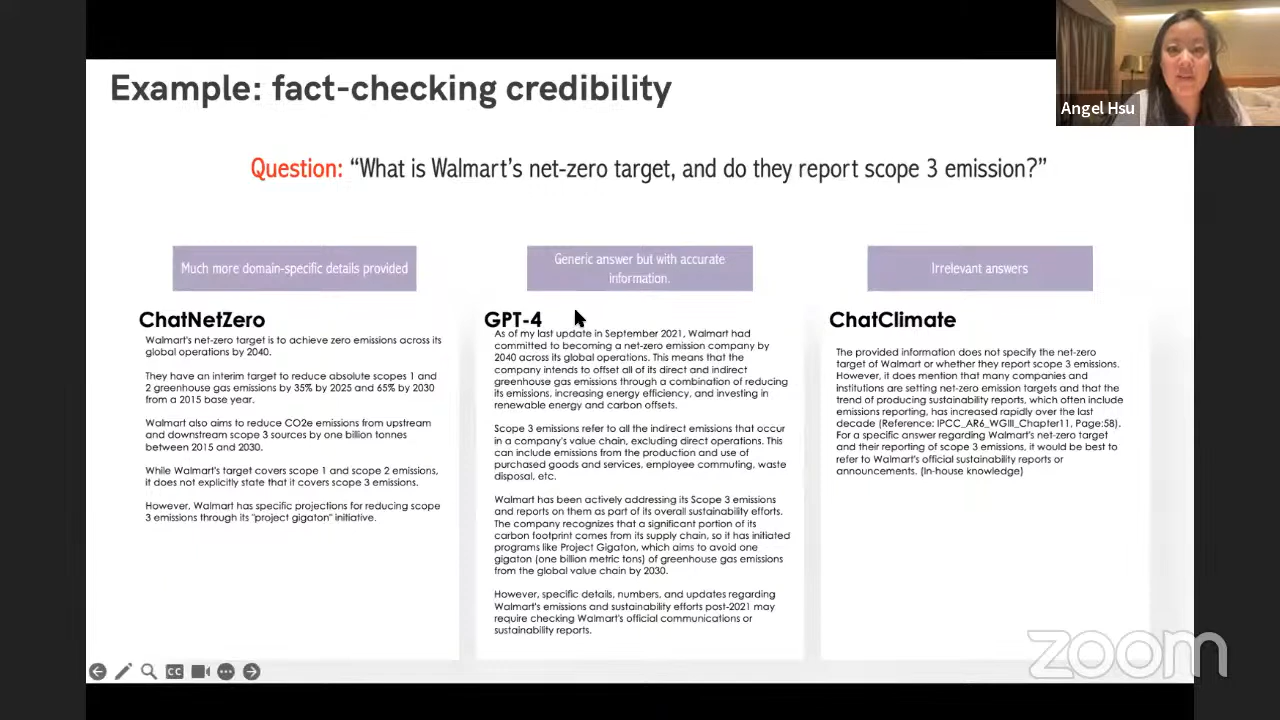 Example: fact-checking credibility
Angel Hsu
Question: “What is Walmart’s net-zero target, and do they report scope 3 emission?”
Much more domain-specific details provided
ChatNetZero
Walmart's net-zero target is to achieve zero emissions across its
global operations by 2040.
They have an interim target to reduce absolute scopes 1 and
2 greenhouse gas emissions by 35% by 2025 and 65% by 2030
from a 2015 base year.
Walmart also aims to reduce CO2e emissions from upstream
and downstream scope 3 sources by one billion tonnes
between 2015 and 2030.
While Walmart's target covers scope 1 and scope 2 emissions,
it does not explicitly state that it covers scope 3 emissions.
However, Walmart has specific projections for reducing scope
3 emissions through its "project gigaton" initiative.
Generic answer but with accurate
information.
GPT-4
As of my last update in September 2021, Walmart had
committed to becoming a net-zero emission company by
2040 across its global operations. This means that the
company intends to offset all of its direct and indirect
greenhouse gas emissions through a combination of reducing
its emissions, increasing energy efficiency, and investing in
renewable energy and carbon offsets.
Scope 3 emissions refer to all the indirect emissions that occur
in a company's value chain, excluding direct operations. This
can include emissions from the production and use of
purchased goods and services, employee commuting, waste
disposal, etc.
Walmart has been actively addressing its Scope 3 emissions
and reports on them as part of its overall sustainability efforts.
The company recognizes that a significant portion of its
carbon footprint comes from its supply chain, so it has initiated
programs like Project Gigaton, which aims to avoid one
gigaton (one billion metric tons) of greenhouse gas emissions
from the global value chain by 2030.
However, specific details, numbers, and updates regarding
Walmart's emissions and sustainability efforts post-2021 may
require checking Walmart's official communications or
sustainability reports.
Irrelevant answers
ChatClimate
The provided information does not specify the net-zero
target of Walmart or whether they report scope 3 emissions.
However, it does mention that many companies and
institutions are setting net-zero emission targets and that the
trend of producing sustainability reports, which often include
emissions reporting, has increased rapidly over the last
decade (Reference: IPCC_AR6_WGIII_Chapter11, Page:58).
For a specific answer regarding Walmart's net-zero target
and their reporting of scope 3 emissions, it would be best to
refer to Walmart's official sustainability reports or
announcements. (In-house knowledge)
CC
zoom